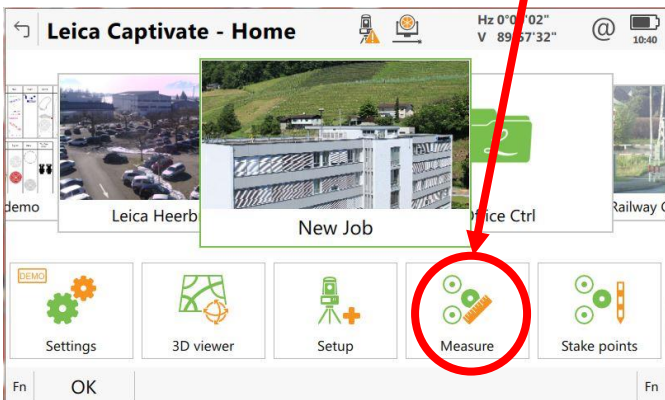 Leica Captivate - Home
Hz 0°0
'02"
V 89
57'32"
@
10:40
demo
Leica Heerb
New Job
ice Ctrl
Railway
DEMO
Settings
3D viewer
Setup
Measure
Stake points
Fn
OK
Fn